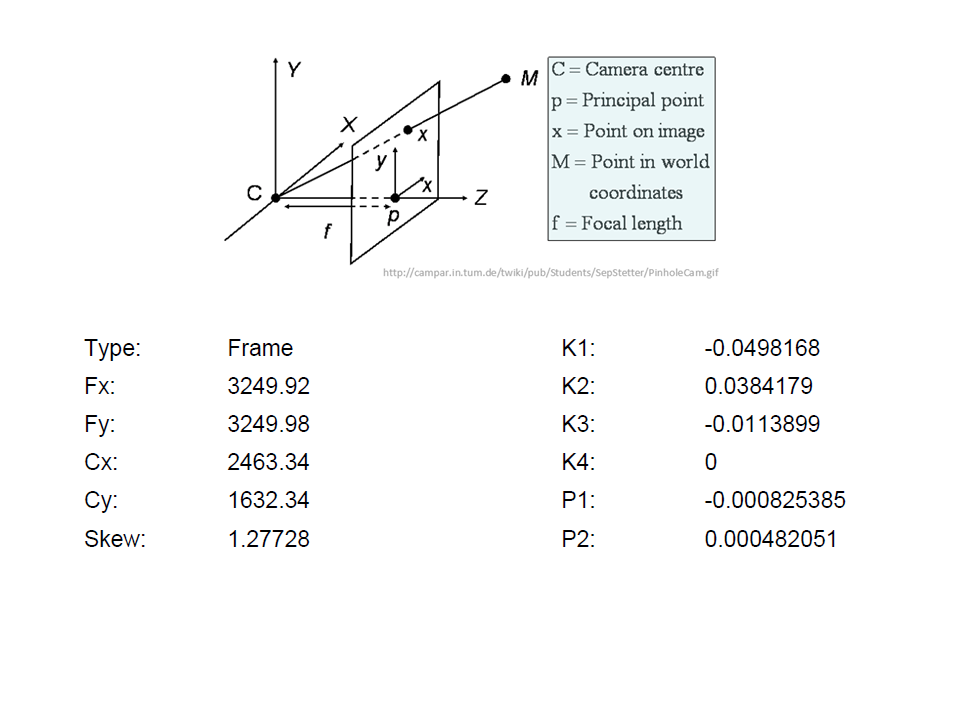 Y
M
X
x
y
x
C
Z
p
f
C = Camera centre
p = Principal point
x = Point on image
M = Point in world
coordinates
f = Focal length
http://campar.in.tum.de/twiki/pub/Students/SepStetter/PinholeCam.gif
Type: Frame K1: -0.0498168
Fx: 3249.92 K2: 0.0384179
Fy: 3249.98 K3: -0.0113899
Cx: 2463.34 K4: 0
Cy: 1632.34 P1: -0.000825385
Skew: 1.27728 P2: 0.000482051